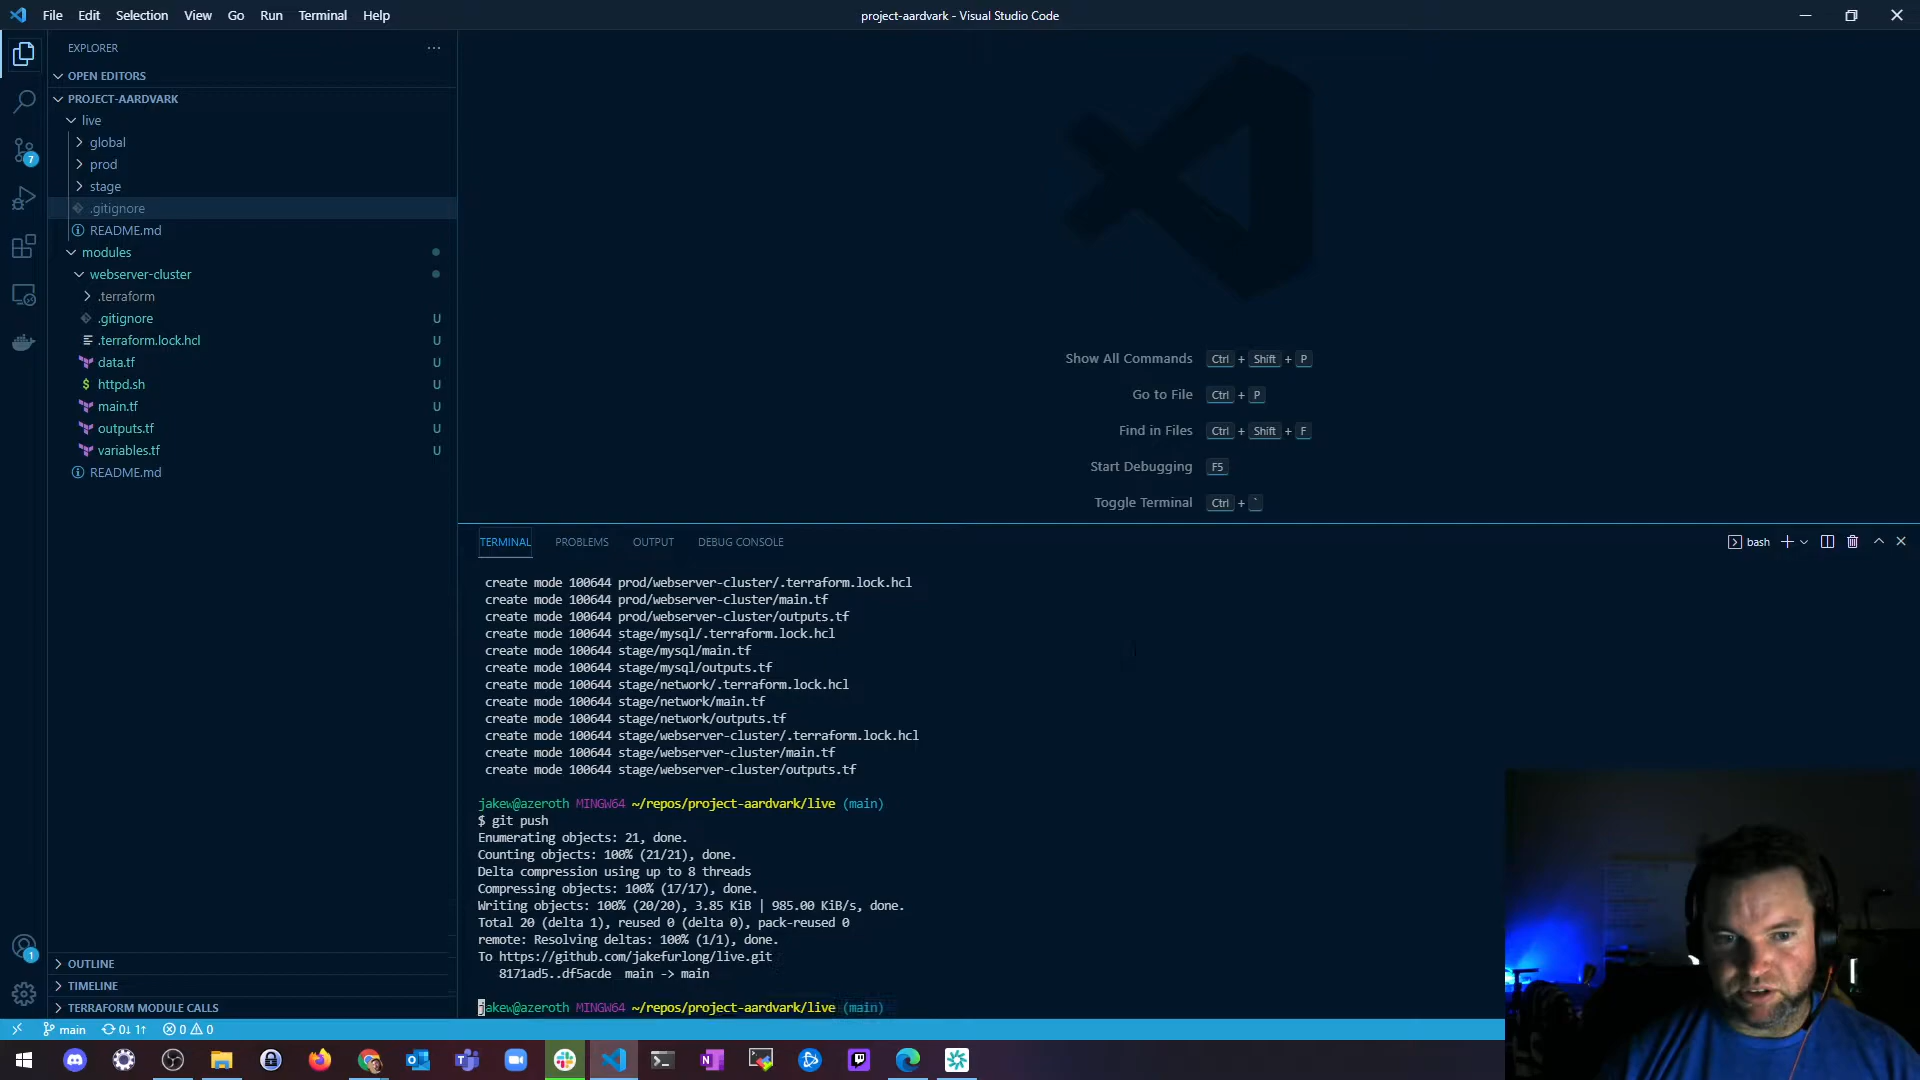 File Edit Selection View Go Run Terminal Help
project-aardvark - Visual Studio Code
EXPLORER
OPEN EDITORS
PROJECT-AARDVARK
live
global
prod
stage
.gitignore
README.md
modules
webserver-cluster
.terraform
.gitignore U
.terraform.lock.hcl U
data.tf U
httpd.sh U
main.tf U
outputs.tf U
variables.tf U
README.md
OUTLINE
TIMELINE
TERRAFORM MODULE CALLS
7
1
Show All Commands Ctrl + Shift + P
Go to File Ctrl + P
Find in Files Ctrl + Shift + F
Start Debugging F5
Toggle Terminal Ctrl + `
TERMINAL PROBLEMS OUTPUT DEBUG CONSOLE
bash
create mode 100644 prod/webserver-cluster/.terraform.lock.hcl
create mode 100644 prod/webserver-cluster/main.tf
create mode 100644 prod/webserver-cluster/outputs.tf
create mode 100644 stage/mysql/.terraform.lock.hcl
create mode 100644 stage/mysql/main.tf
create mode 100644 stage/mysql/outputs.tf
create mode 100644 stage/network/.terraform.lock.hcl
create mode 100644 stage/network/main.tf
create mode 100644 stage/network/outputs.tf
create mode 100644 stage/webserver-cluster/.terraform.lock.hcl
create mode 100644 stage/webserver-cluster/main.tf
create mode 100644 stage/webserver-cluster/outputs.tf
jakew@azeroth MINGW64 ~/repos/project-aardvark/live (main)
$ git push
Enumerating objects: 21, done.
Counting objects: 100% (21/21), done.
Delta compression using up to 8 threads
Compressing objects: 100% (17/17), done.
Writing objects: 100% (20/20), 3.85 KiB | 985.00 KiB/s, done.
Total 20 (delta 1), reused 0 (delta 0), pack-reused 0
remote: Resolving deltas: 100% (1/1), done.
To https://github.com/jakefurlong/live.git
8171ad5..df5acde main -> main
jakew@azeroth MINGW64 ~/repos/project-aardvark/live (main)
main 0↓ 1↑ 0 0